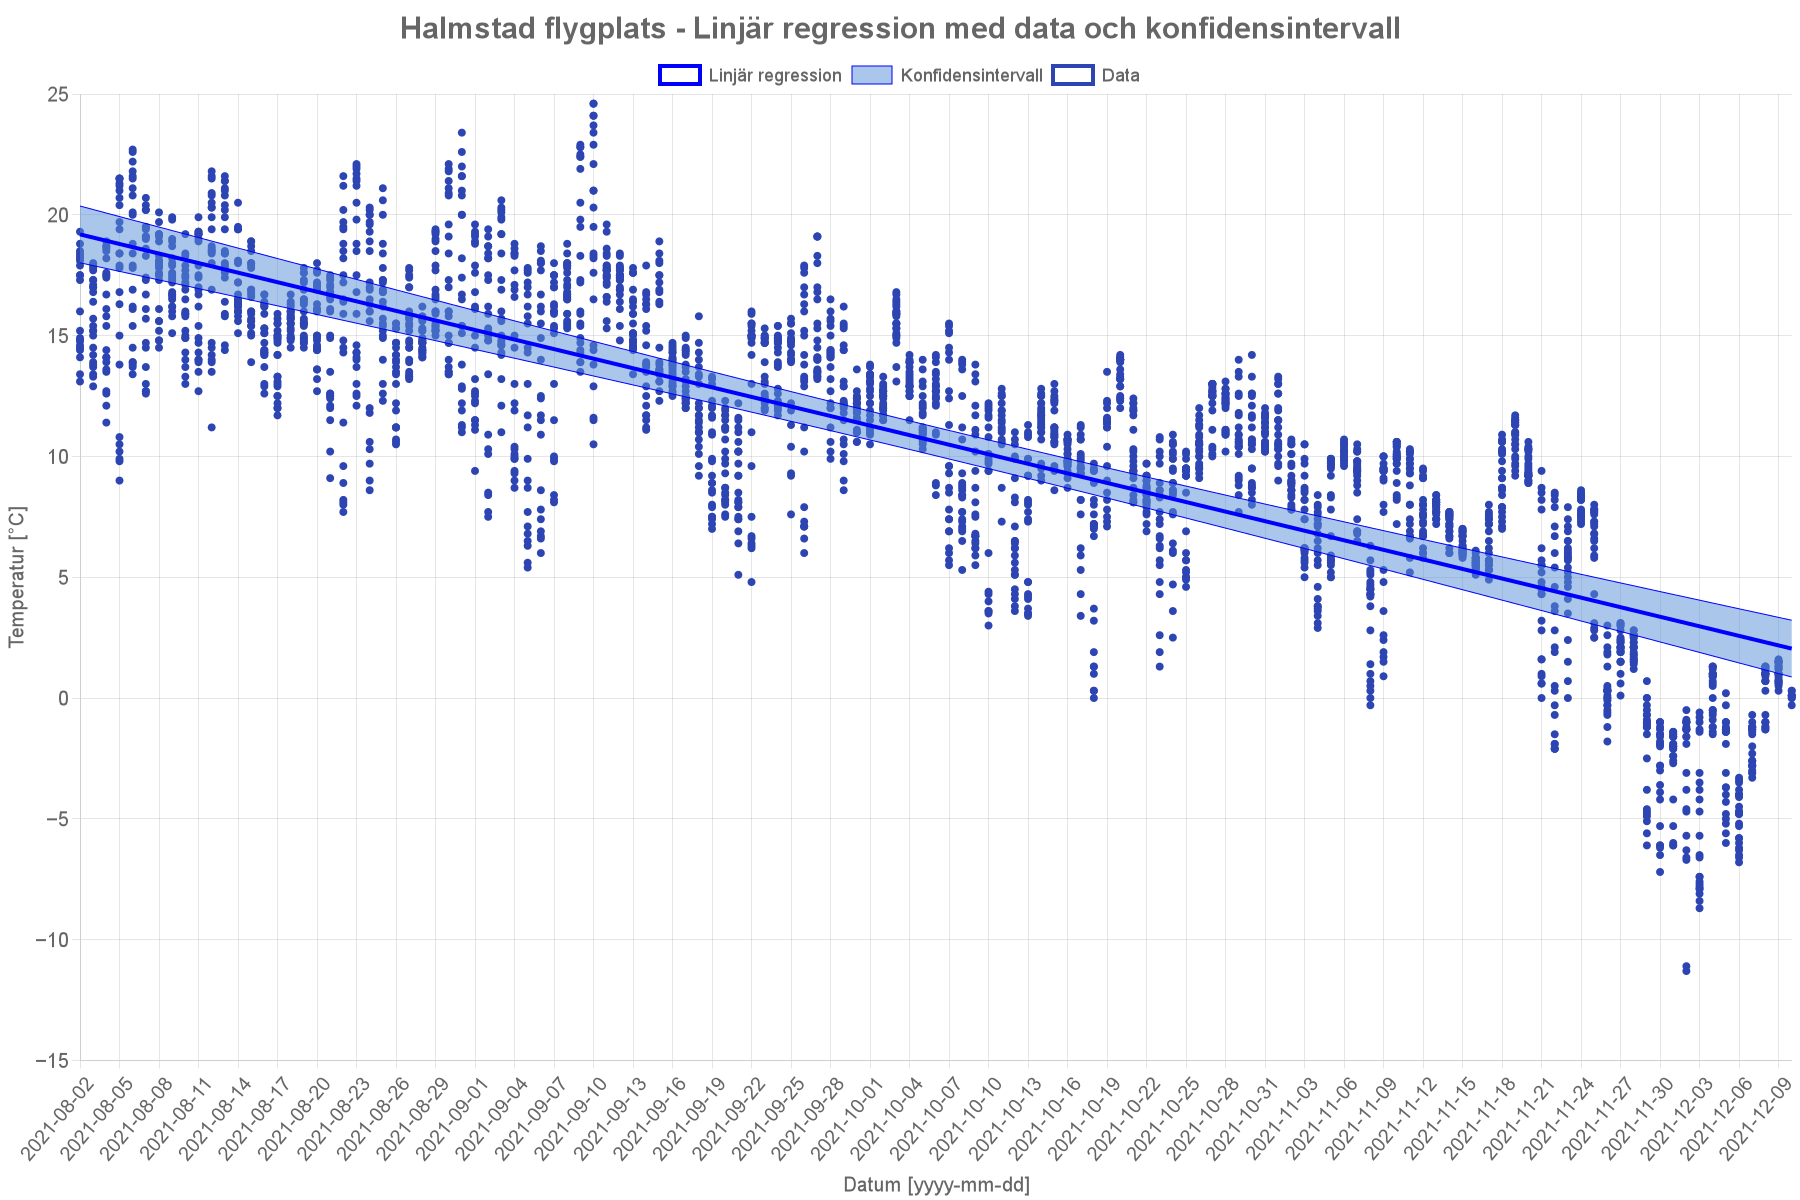 Halmstad flygplats - Linjär regression med data och konfidensintervall
Linjär regression Konfidensintervall Data
Temperatur [°C]
25
20
15
10
5
0
−5
−10
−15
2021-08-02 2021-08-05 2021-08-08 2021-08-11 2021-08-14 2021-08-17 2021-08-20 2021-08-23 2021-08-26 2021-08-29 2021-09-01 2021-09-04 2021-09-07 2021-09-10 2021-09-13 2021-09-16 2021-09-19 2021-09-22 2021-09-25 2021-09-28 2021-10-01 2021-10-04 2021-10-07 2021-10-10 2021-10-13 2021-10-16 2021-10-19 2021-10-22 2021-10-25 2021-10-28 2021-10-31 2021-11-03 2021-11-06 2021-11-09 2021-11-12 2021-11-15 2021-11-18 2021-11-21 2021-11-24 2021-11-27 2021-11-30 2021-12-03 2021-12-06 2021-12-09
Datum [yyyy-mm-dd]